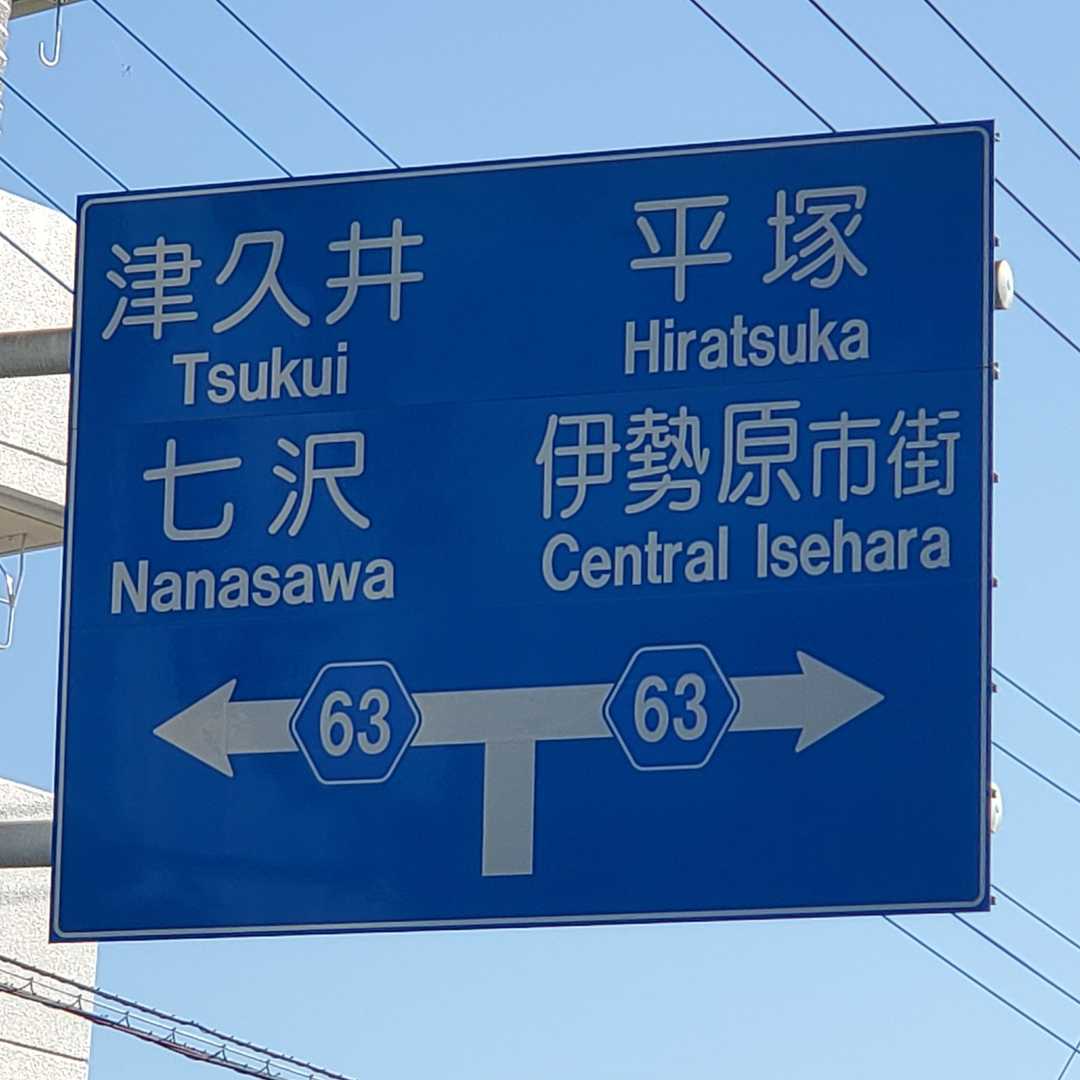 津久井
Tsukui
七沢
Nanasawa
平塚
Hiratsuka
伊勢原市街
Central Isehara
63
63